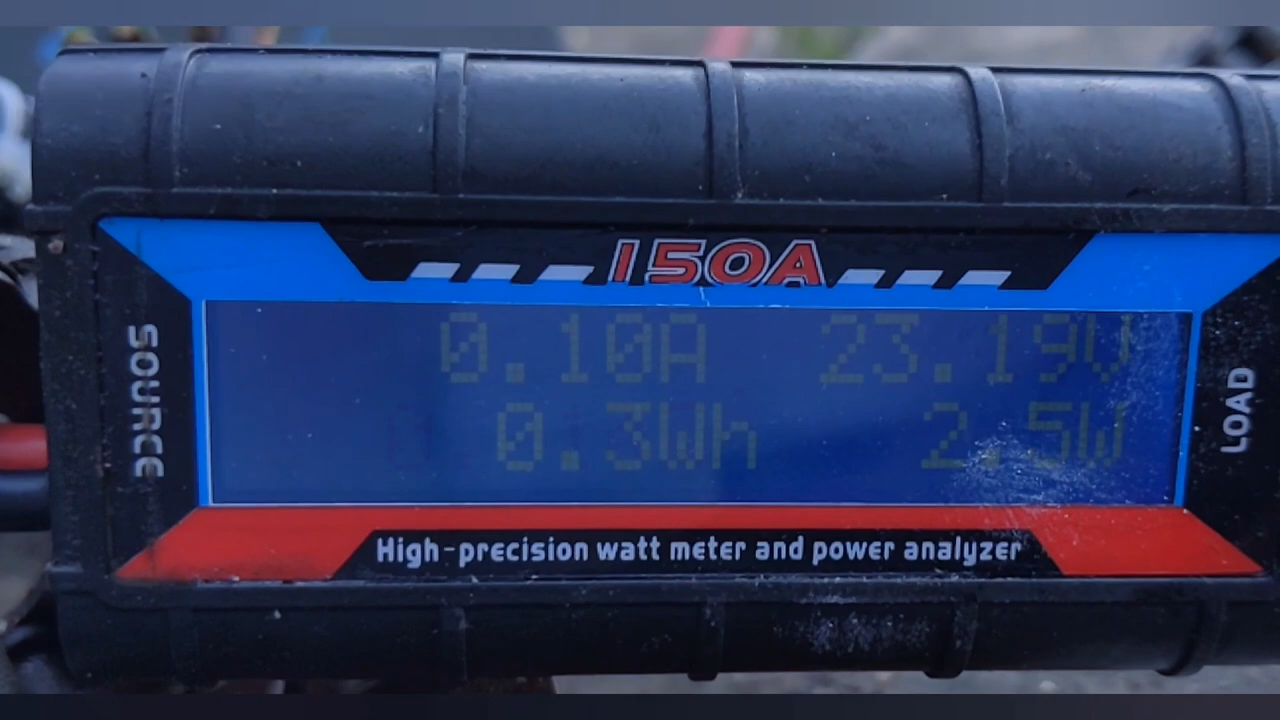 150A
SOURCE
0.10A 23.19V
0.3Wh 2.5W
LOAD
High-precision watt meter and power analyzer